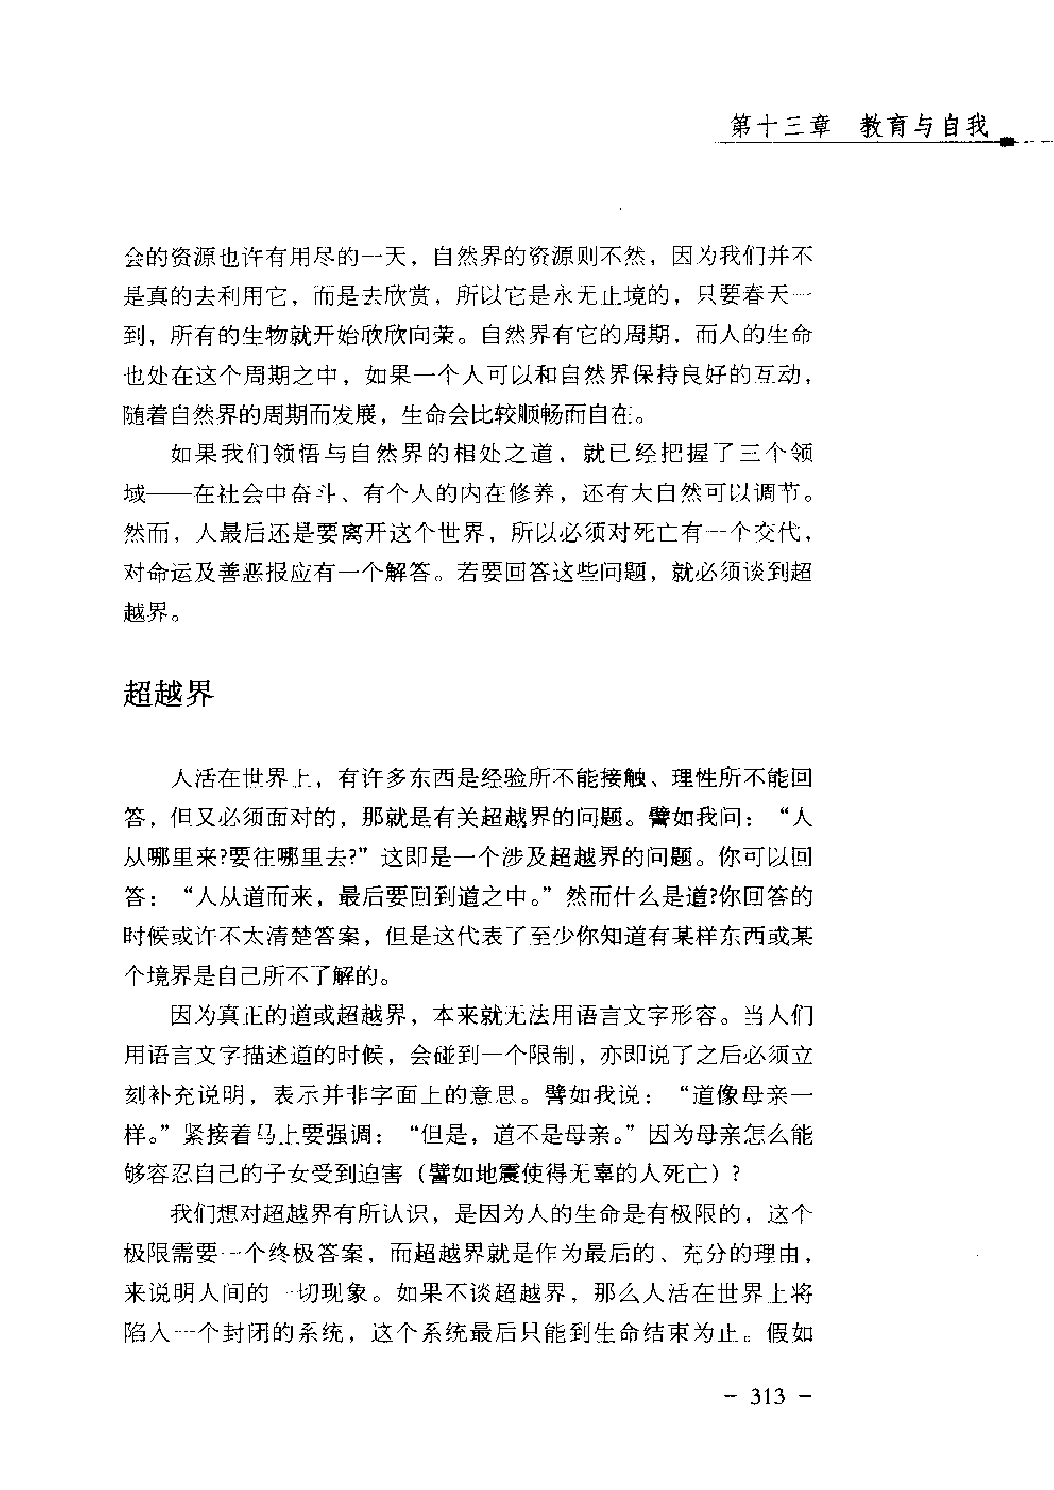 第十三章 教育与自我
会的资源也许有用尽的一天，自然界的资源则不然，因为我们并不
是真的去利用它，而是去欣赏，所以它是永无止境的，只要春天一
到，所有的生物就开始欣欣向荣。自然界有它的周期，而人的生命
也处在这个周期之中，如果一个人可以和自然界保持良好的互动，
随着自然界的周期而发展，生命会比较顺畅而自在。
如果我们领悟与自然界的相处之道，就已经把握了三个领
域——在社会中奋斗、有个人的内在修养，还有大自然可以调节。
然而，人最后还是要离开这个世界，所以必须对死亡有一个交代，
对命运及善恶报应有一个解答。若要回答这些问题，就必须谈到超
越界。
超越界
人活在世界上，有许多东西是经验所不能接触、理性所不能回
答，但又必须面对的，那就是有关超越界的问题。譬如我问：“人
从哪里来?要往哪里去?”这即是一个涉及超越界的问题。你可以回
答：“人从道而来，最后要回到道之中。”然而什么是道?你回答的
时候或许不太清楚答案，但是这代表了至少你知道有某样东西或某
个境界是自己所不了解的。
因为真正的道或超越界，本来就无法用语言文字形容。当人们
用语言文字描述道的时候，会碰到一个限制，亦即说了之后必须立
刻补充说明，表示并非字面上的意思。譬如我说：“道像母亲一
样。”紧接着马上要强调：“但是，道不是母亲。”因为母亲怎么能
够容忍自己的子女受到迫害（譬如地震使得无辜的人死亡）?
我们想对超越界有所认识，是因为人的生命是有极限的，这个
极限需要一个终极答案，而超越界就是作为最后的、充分的理由，
来说明人间的一切现象。如果不谈超越界，那么人活在世界上将
陷入一个封闭的系统，这个系统最后只能到生命结束为止。假如
- 313 -